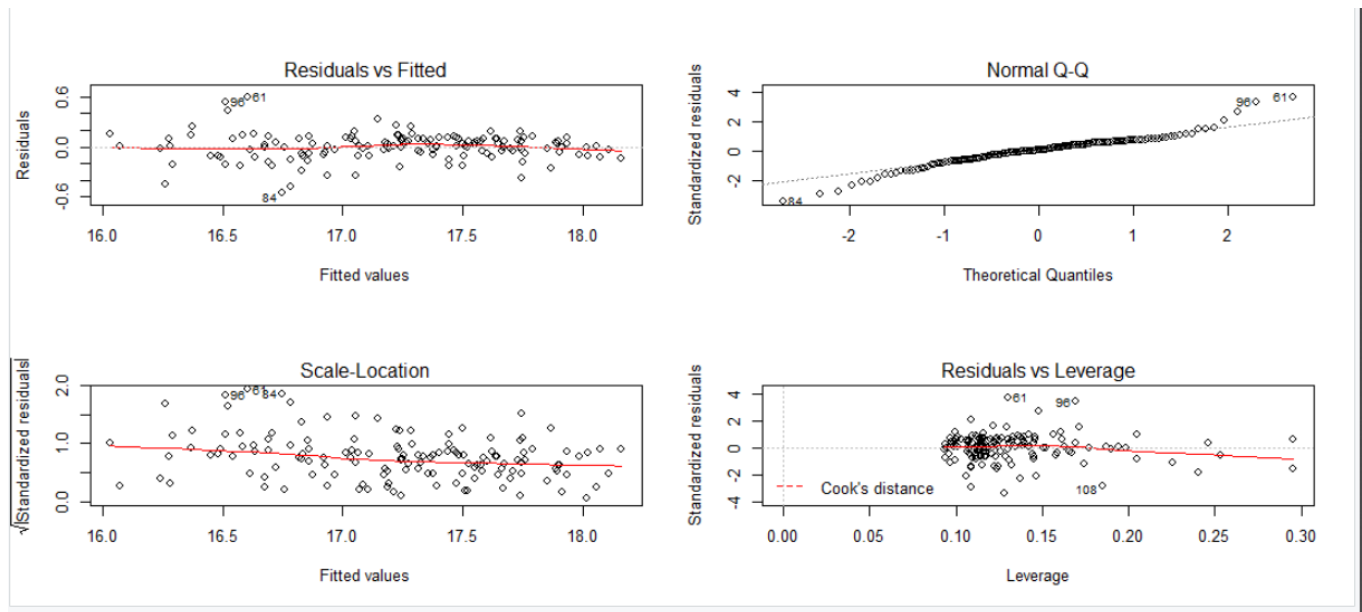 Residuals vs Fitted
Residuals
0.6
0.0
-0.6
96
61
84
16.0 16.5 17.0 17.5 18.0
Fitted values
Normal Q-Q
Standardized residuals
4
2
0
-2
96
61
84
-2 -1 0 1 2
Theoretical Quantiles
Scale-Location
√|Standardized residuals|
2.0
1.0
0.0
96
61
84
16.0 16.5 17.0 17.5 18.0
Fitted values
Residuals vs Leverage
Standardized residuals
4
2
0
-2
-4
61
96
108
Cook's distance
0.00 0.05 0.10 0.15 0.20 0.25 0.30
Leverage